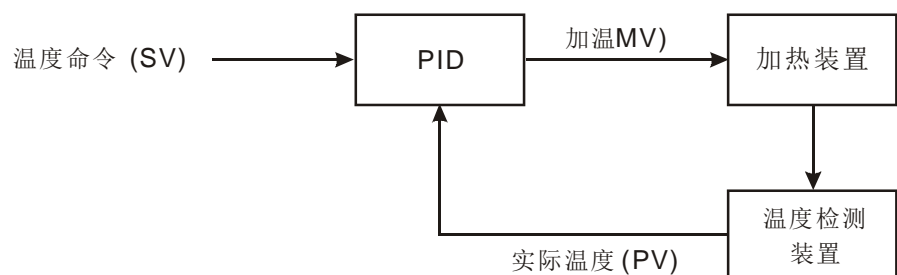 温度命令 (SV)
PID
加温MV)
加热装置
温度检测
装置
实际温度 (PV)